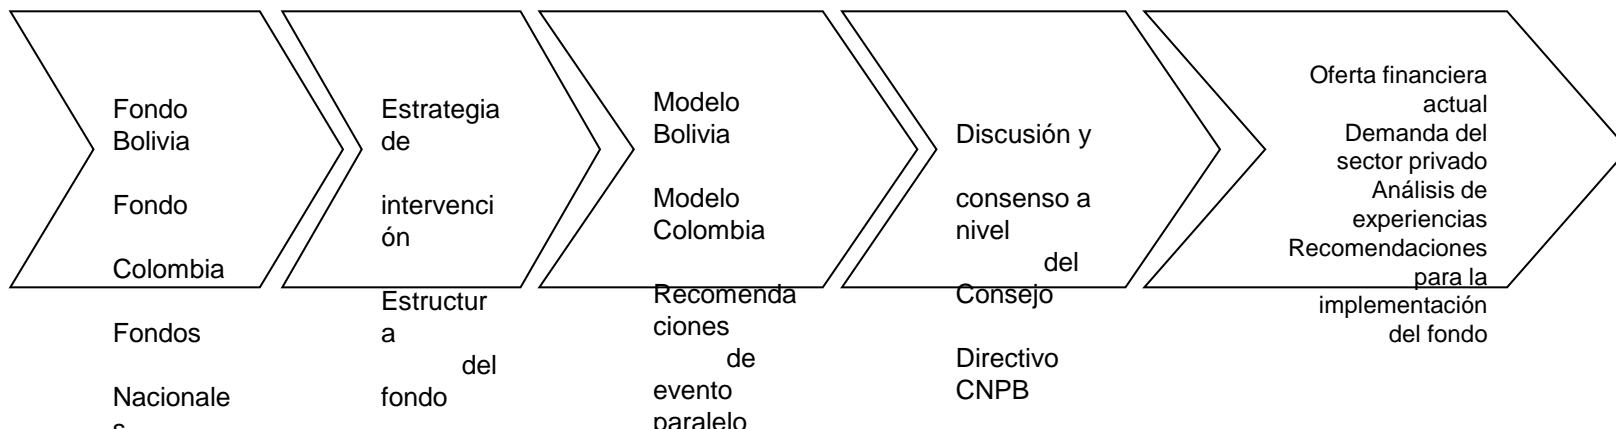 Fondo
Bolivia
Fondo
Colombia
Fondos
Nacionale
s
Estrategia
de
intervenci
ón
Estructur
a
del
fondo
Modelo
Bolivia
Modelo
Colombia
Recomenda
ciones
de
evento
paralelo
Discusión y
consenso a
nivel
del
Consejo
Directivo
CNPB
Oferta financiera
actual
Demanda del
sector privado
Análisis de
experiencias
Recomendaciones
para la
implementación
del fondo